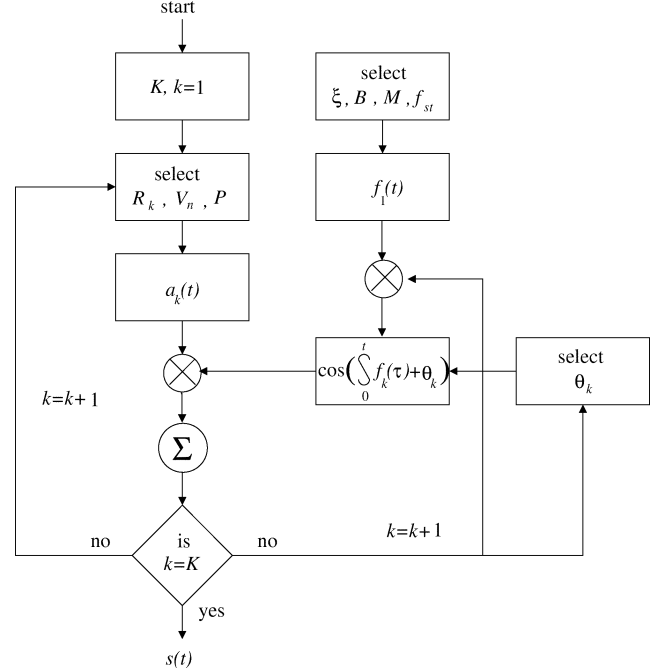 start
K, k=1
select
ξ, B , M , f_st
select
R_k , V_n , P
f_1(t)
a_k(t)
cos(∫_0^t f_k(τ)+θ_k)
select
θ_k
k=k+1
Σ
is
k=K
no
no
k=k+1
yes
s(t)